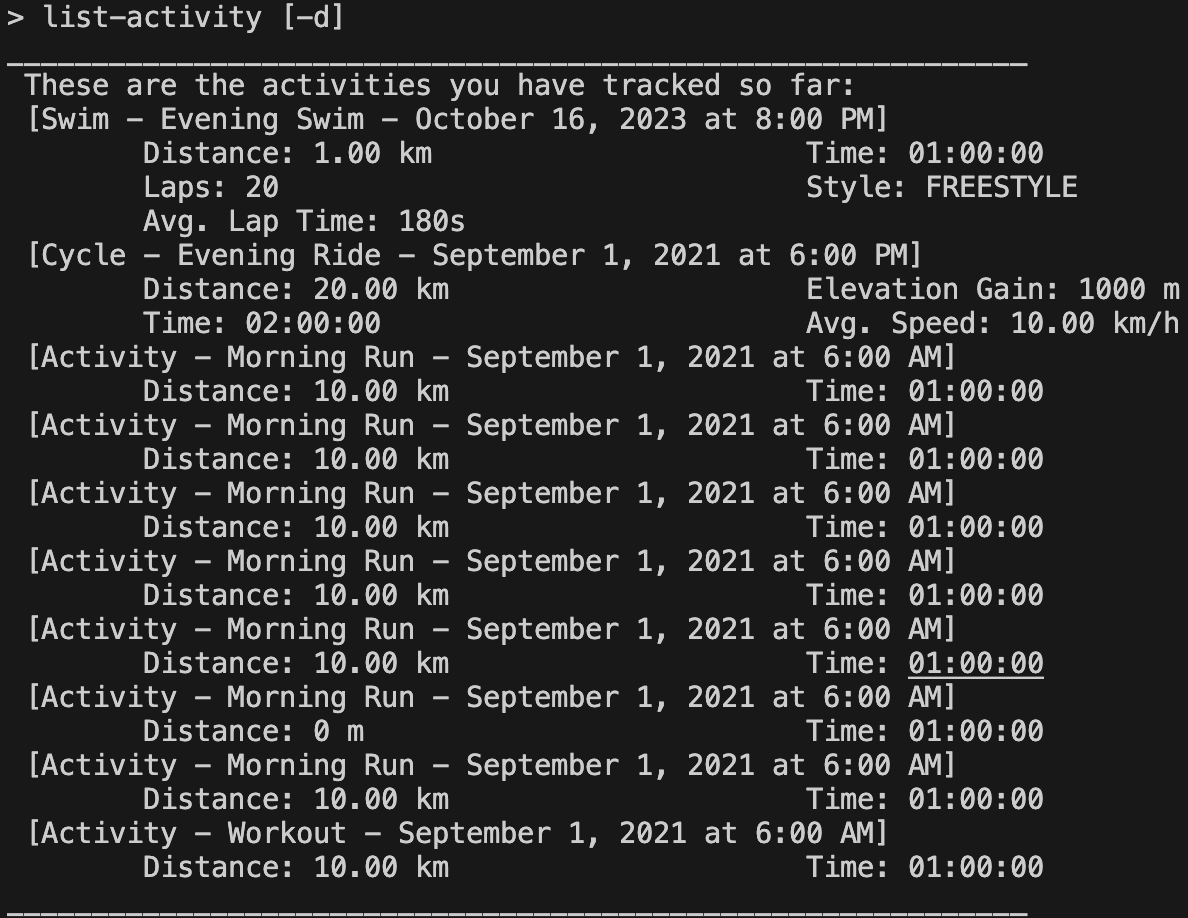 > list-activity [-d]
____________________________________________________________
These are the activities you have tracked so far:
[Swim - Evening Swim - October 16, 2023 at 8:00 PM]
Distance: 1.00 km Time: 01:00:00
Laps: 20 Style: FREESTYLE
Avg. Lap Time: 180s
[Cycle - Evening Ride - September 1, 2021 at 6:00 PM]
Distance: 20.00 km Elevation Gain: 1000 m
Time: 02:00:00 Avg. Speed: 10.00 km/h
[Activity - Morning Run - September 1, 2021 at 6:00 AM]
Distance: 10.00 km Time: 01:00:00
[Activity - Morning Run - September 1, 2021 at 6:00 AM]
Distance: 10.00 km Time: 01:00:00
[Activity - Morning Run - September 1, 2021 at 6:00 AM]
Distance: 10.00 km Time: 01:00:00
[Activity - Morning Run - September 1, 2021 at 6:00 AM]
Distance: 10.00 km Time: 01:00:00
[Activity - Morning Run - September 1, 2021 at 6:00 AM]
Distance: 10.00 km Time: 01:00:00
[Activity - Morning Run - September 1, 2021 at 6:00 AM]
Distance: 0 m Time: 01:00:00
[Activity - Morning Run - September 1, 2021 at 6:00 AM]
Distance: 10.00 km Time: 01:00:00
[Activity - Workout - September 1, 2021 at 6:00 AM]
Distance: 10.00 km Time: 01:00:00
____________________________________________________________